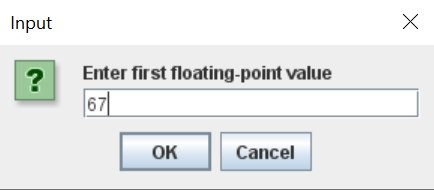 Input
?
Enter first floating-point value
67
OK Cancel